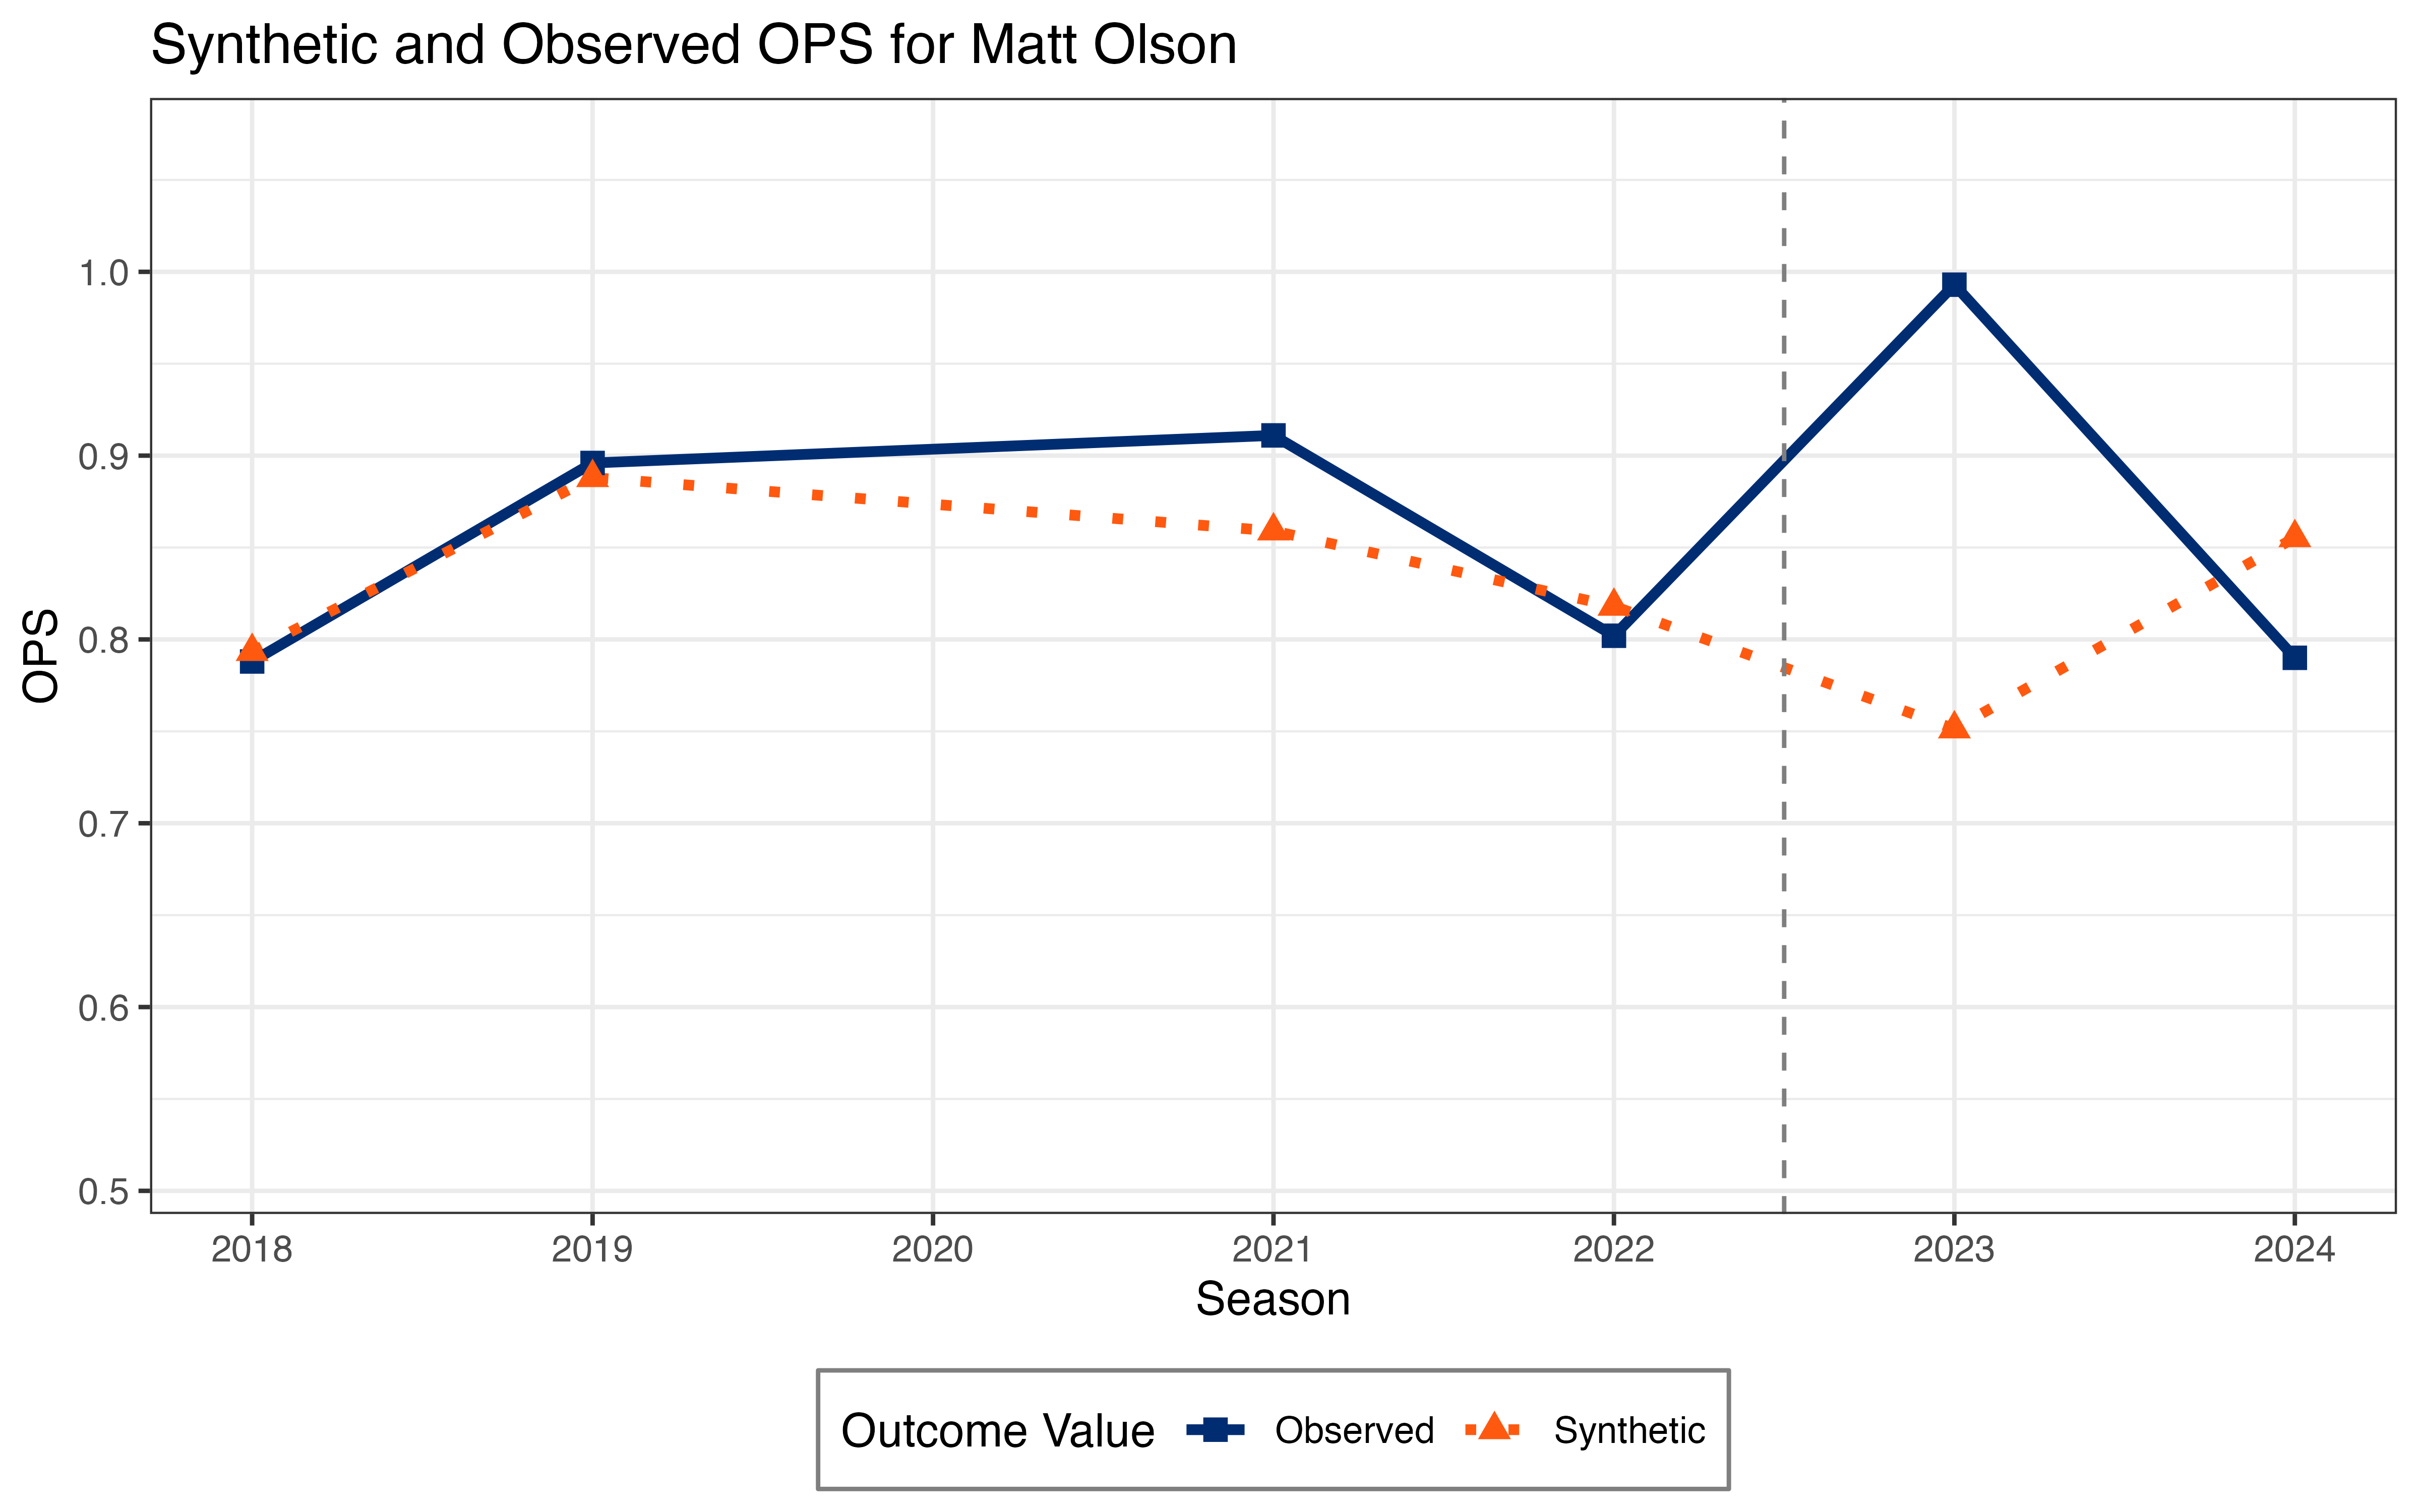 Synthetic and Observed OPS for Matt Olson
1.0
0.9
0.8
0.7
0.6
0.5
OPS
2018 2019 2020 2021 2022 2023 2024
Season
Outcome Value Observed Synthetic